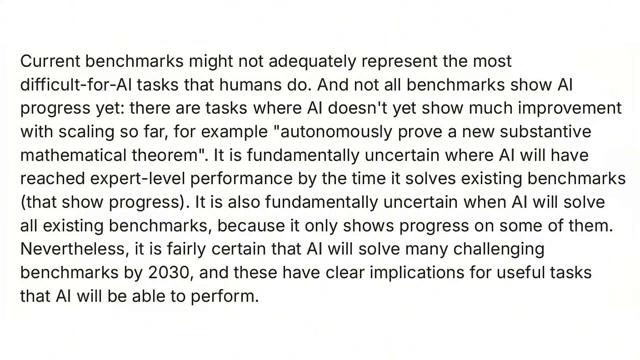 Current benchmarks might not adequately represent the most
difficult-for-AI tasks that humans do. And not all benchmarks show AI
progress yet: there are tasks where AI doesn't yet show much improvement
with scaling so far, for example "autonomously prove a new substantive
mathematical theorem". It is fundamentally uncertain where AI will have
reached expert-level performance by the time it solves existing benchmarks
(that show progress). It is also fundamentally uncertain when AI will solve
all existing benchmarks, because it only shows progress on some of them.
Nevertheless, it is fairly certain that AI will solve many challenging
benchmarks by 2030, and these have clear implications for useful tasks
that AI will be able to perform.